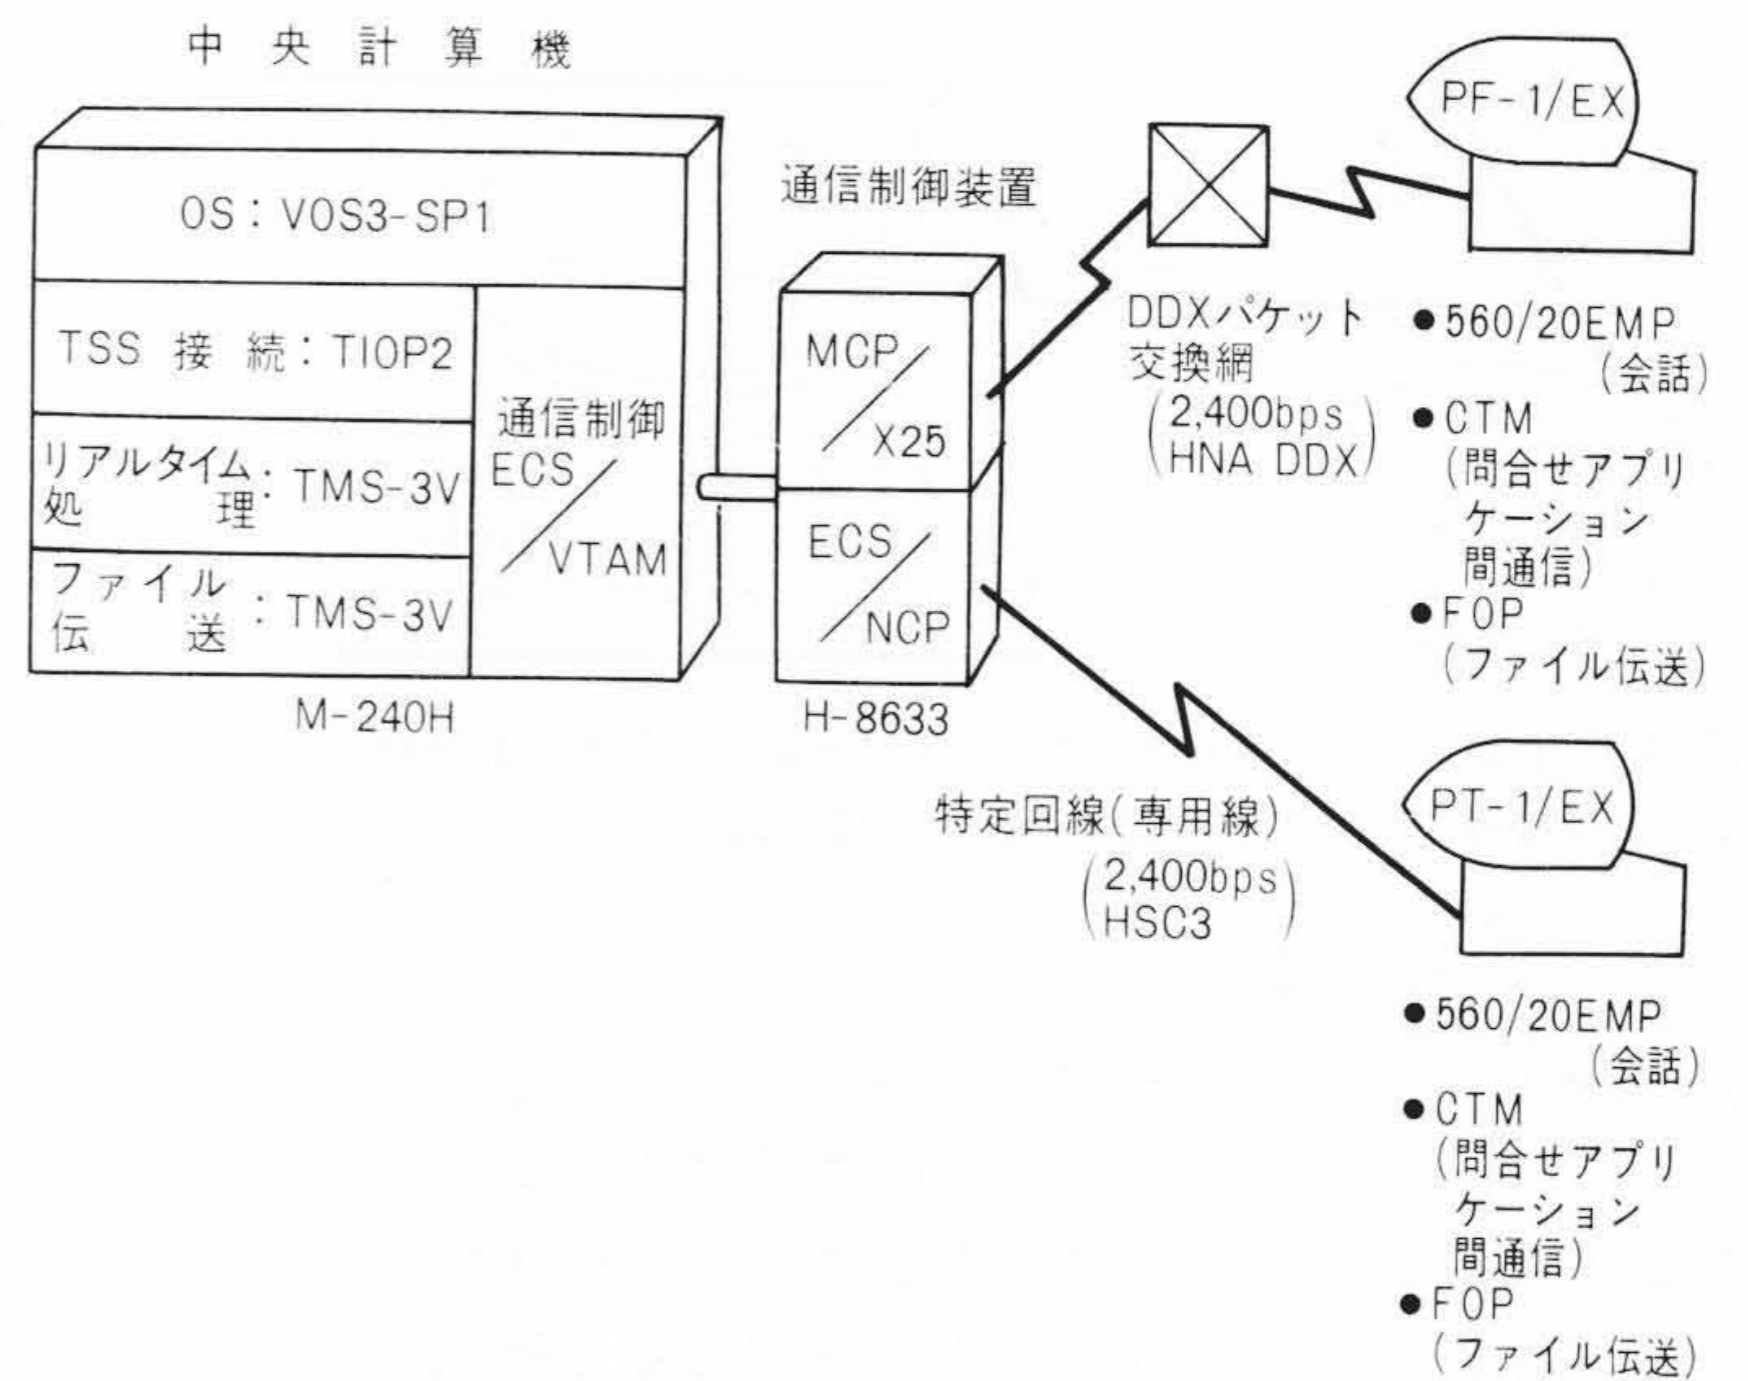 中央計算機
OS：VOS3-SP1
TSS 接続：TIOP2
リアルタイム
処理：TMS-3V
ファイル
伝送：TMS-3V
通信制御
ECS/
VTAM
M-240H
通信制御装置
MCP/
X25
ECS/
NCP
H-8633
DDXパケット
交換網
(2,400bps
HNA DDX)
特定回線(専用線)
(2,400bps
HSC3)
PF-1/EX
●560/20EMP
(会話)
●CTM
(問合せアプリ
ケーション
間通信)
●FOP
(ファイル伝送)
PT-1/EX
●560/20EMP
(会話)
●CTM
(問合せアプリ
ケーション
間通信)
●FOP
(ファイル伝送)